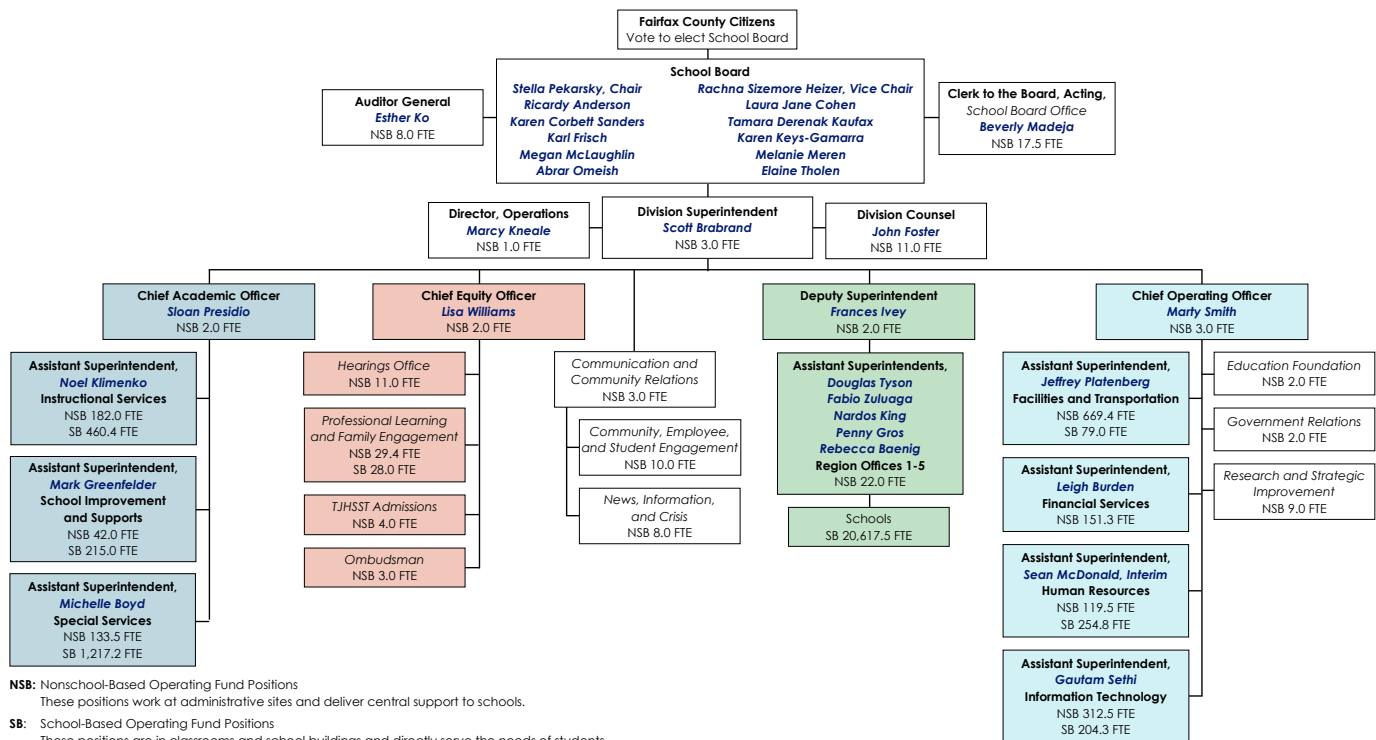 Fairfax County Citizens
Vote to elect School Board
School Board
Stella Pekarsky, Chair
Ricardy Anderson
Karen Corbett Sanders
Karl Frisch
Megan McLaughlin
Abrar Omeish
Rachna Sizemore Heizer, Vice Chair
Laura Jane Cohen
Tamara Derenak Kaufax
Karen Keys-Gamarra
Melanie Meren
Elaine Tholen
Auditor General
Esther Ko
NSB 8.0 FTE
Clerk to the Board, Acting,
School Board Office
Beverly Madeja
NSB 17.5 FTE
Director, Operations
Marcy Kneale
NSB 1.0 FTE
Division Superintendent
Scott Brabrand
NSB 3.0 FTE
Division Counsel
John Foster
NSB 11.0 FTE
Chief Academic Officer
Sloan Presidio
NSB 2.0 FTE
Assistant Superintendent,
Noel Klimenko
Instructional Services
NSB 182.0 FTE
SB 460.4 FTE
Assistant Superintendent,
Mark Greenfelder
School Improvement
and Supports
NSB 42.0 FTE
SB 215.0 FTE
Assistant Superintendent,
Michelle Boyd
Special Services
NSB 133.5 FTE
SB 1,217.2 FTE
Chief Equity Officer
Lisa Williams
NSB 2.0 FTE
Hearings Office
NSB 11.0 FTE
Professional Learning
and Family Engagement
NSB 29.4 FTE
SB 28.0 FTE
TJHSST Admissions
NSB 4.0 FTE
Ombudsman
NSB 3.0 FTE
Communication and
Community Relations
NSB 3.0 FTE
Community, Employee,
and Student Engagement
NSB 10.0 FTE
News, Information,
and Crisis
NSB 8.0 FTE
Deputy Superintendent
Frances Ivey
NSB 2.0 FTE
Assistant Superintendents,
Douglas Tyson
Fabio Zuluaga
Nardos King
Penny Gros
Rebecca Baenig
Region Offices 1-5
NSB 22.0 FTE
Schools
SB 20,617.5 FTE
Chief Operating Officer
Marty Smith
NSB 3.0 FTE
Assistant Superintendent,
Jeffrey Platenberg
Facilities and Transportation
NSB 669.4 FTE
SB 79.0 FTE
Assistant Superintendent,
Leigh Burden
Financial Services
NSB 151.3 FTE
Assistant Superintendent,
Sean McDonald, Interim
Human Resources
NSB 119.5 FTE
SB 254.8 FTE
Assistant Superintendent,
Gautam Sethi
Information Technology
NSB 312.5 FTE
SB 204.3 FTE
Education Foundation
NSB 2.0 FTE
Government Relations
NSB 2.0 FTE
Research and Strategic
Improvement
NSB 9.0 FTE
NSB: Nonschool-Based Operating Fund Positions
These positions work at administrative sites and deliver central support to schools.
SB: School-Based Operating Fund Positions
These positions are in classrooms and school buildings and directly serve the needs of students.